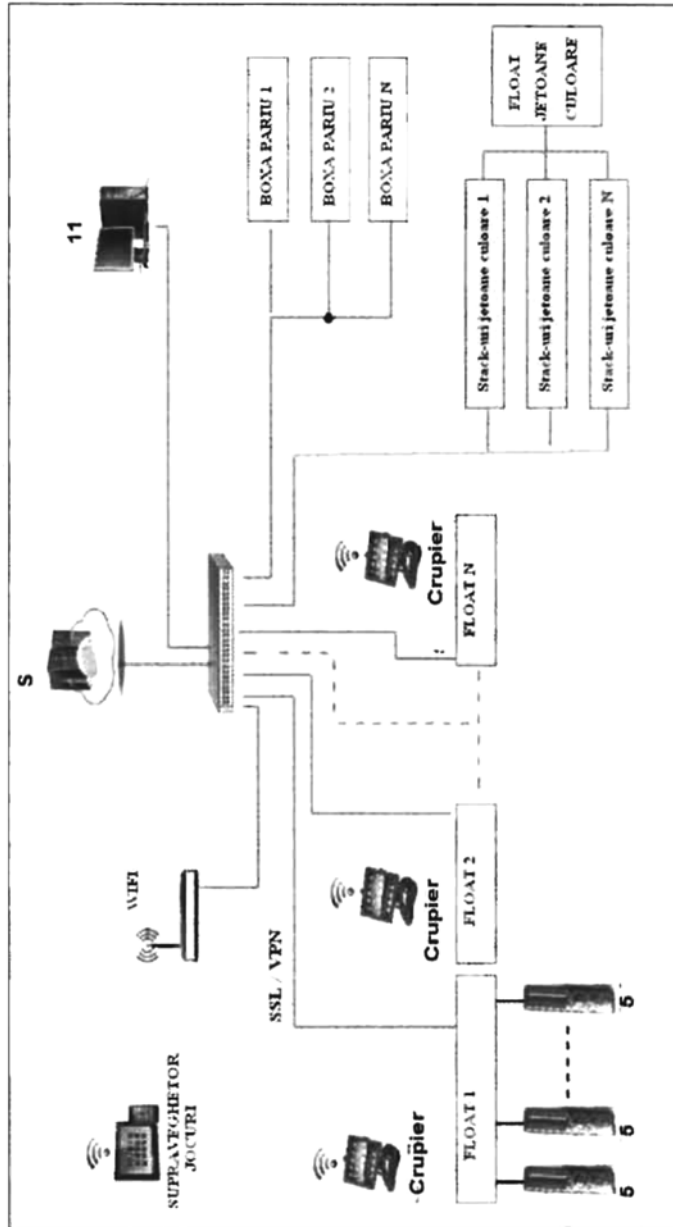 S
11
WIFI
SUPRAVEGHETOR
JOCURI
SSL / VPN
BOXA PARIU 1
BOXA PARIU 2
BOXA PARIU N
Crupier
Crupier
Crupier
FLOAT 1
FLOAT 2
FLOAT N
Stack-uri jetoane culoare 1
Stack-uri jetoane culoare 2
Stack-uri jetoane culoare N
FLOAT
JETOANE
CULOARE
5
5
5